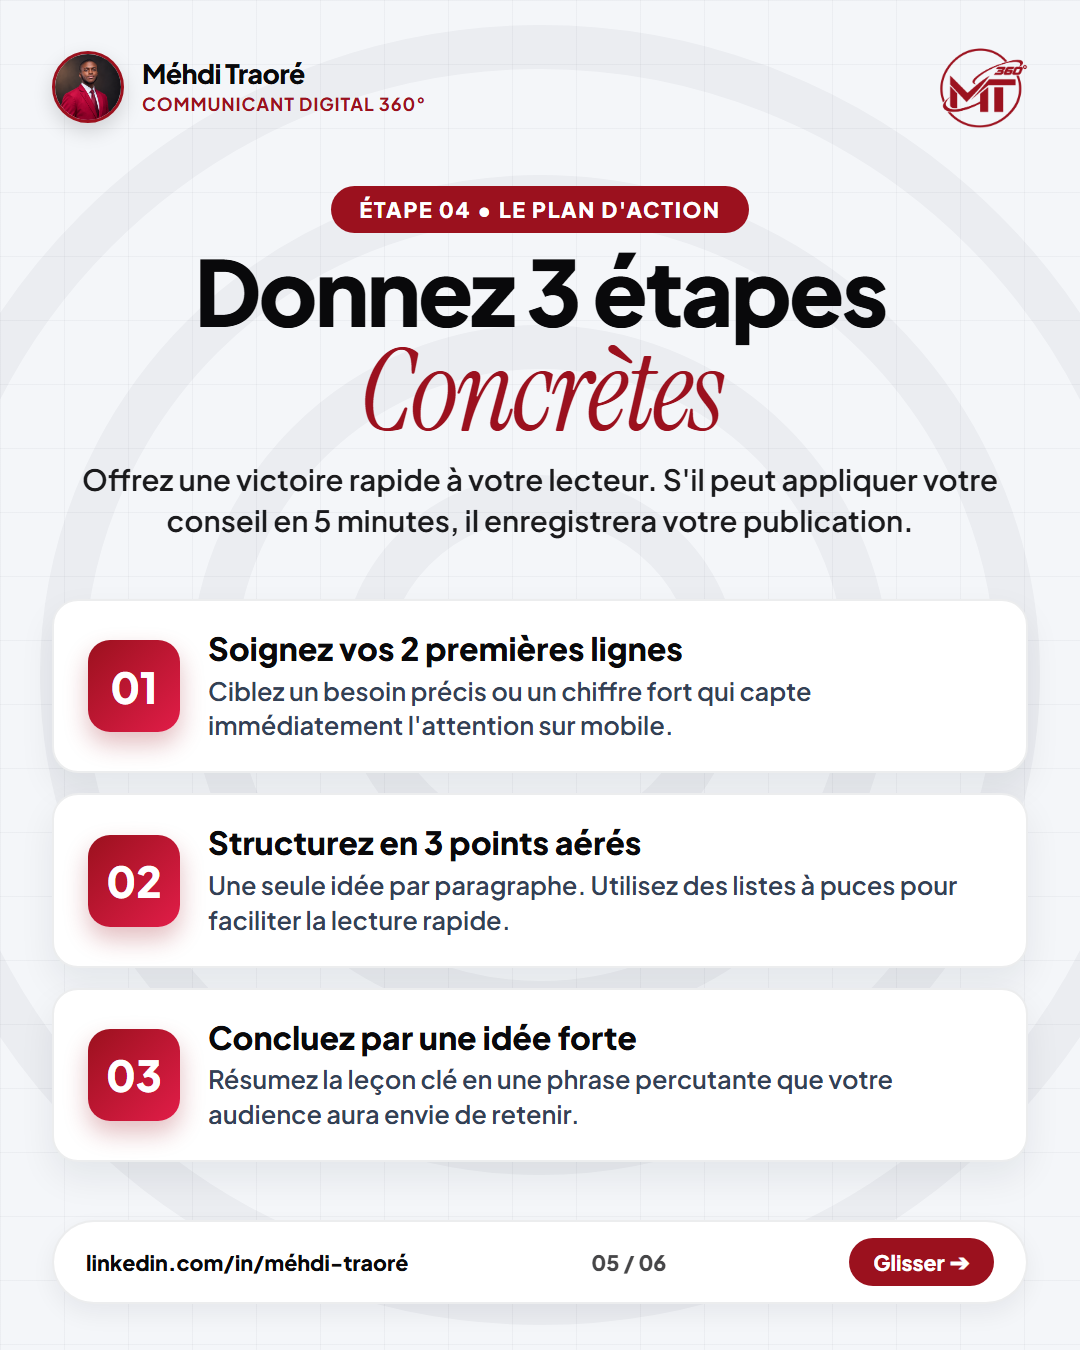 Méhdi Traoré
COMMUNICANT DIGITAL 360°
MT 360°
ÉTAPE 04 ● LE PLAN D'ACTION
Donnez 3 étapes
Concrètes
Offrez une victoire rapide à votre lecteur. S'il peut appliquer votre
conseil en 5 minutes, il enregistrera votre publication.
01
Soignez vos 2 premières lignes
Ciblez un besoin précis ou un chiffre fort qui capte
immédiatement l'attention sur mobile.
02
Structurez en 3 points aérés
Une seule idée par paragraphe. Utilisez des listes à puces pour
faciliter la lecture rapide.
03
Concluez par une idée forte
Résumez la leçon clé en une phrase percutante que votre
audience aura envie de retenir.
linkedin.com/in/méhdi-traoré
05 / 06
Glisser ➔